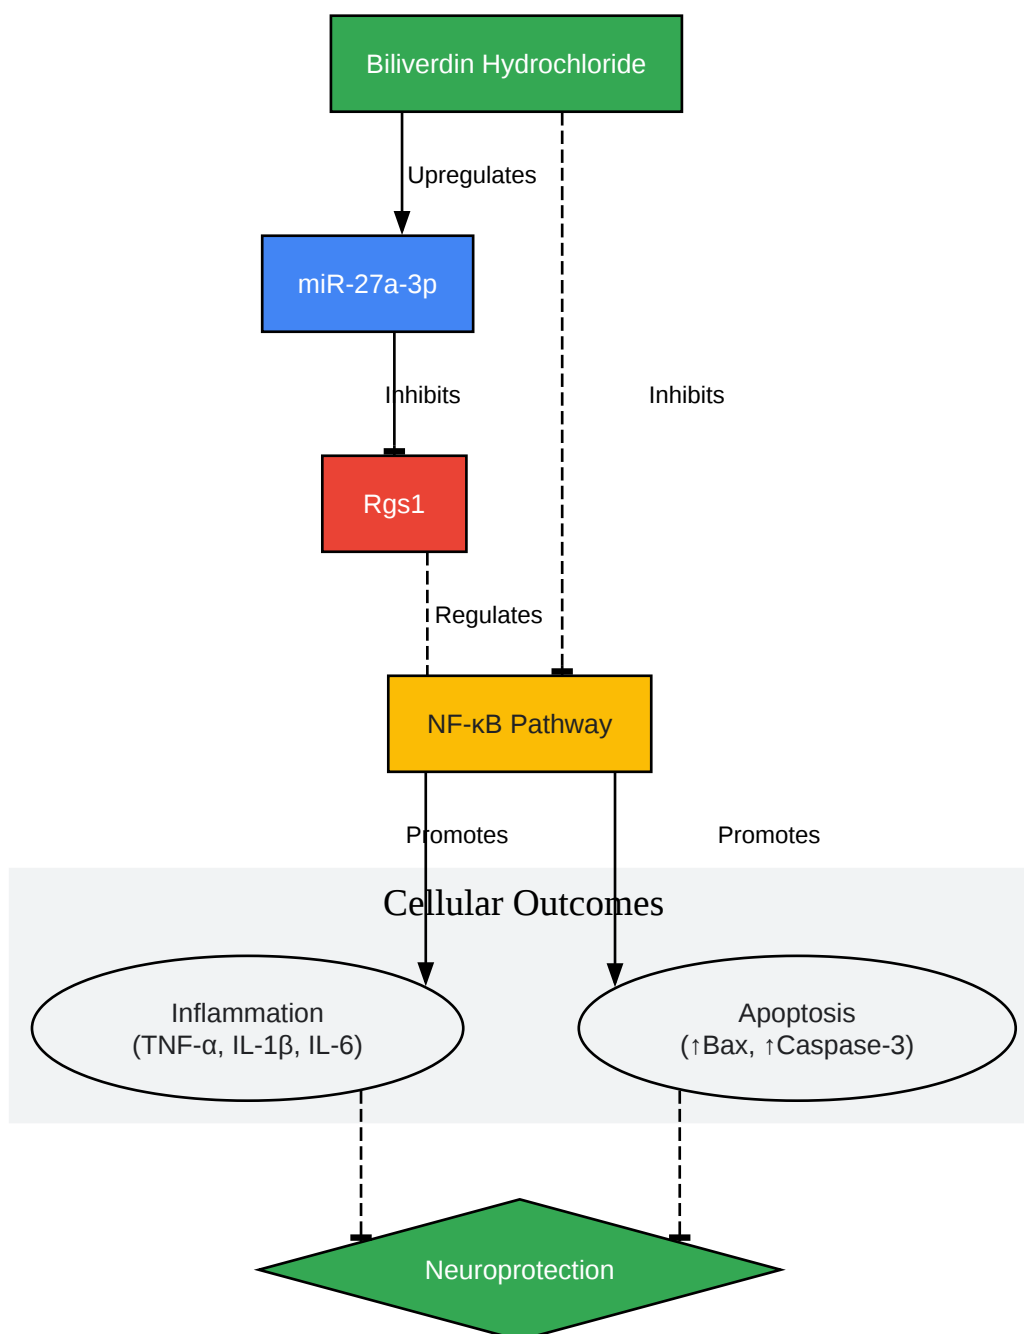 Biliverdin Hydrochloride
Upregulates
miR-27a-3p
Inhibits
Inhibits
Rgs1
Regulates
NF-κB Pathway
Promotes
Promotes
Cellular Outcomes
Inflammation
(TNF-α, IL-1β, IL-6)
Apoptosis
(↑Bax, ↑Caspase-3)
Neuroprotection